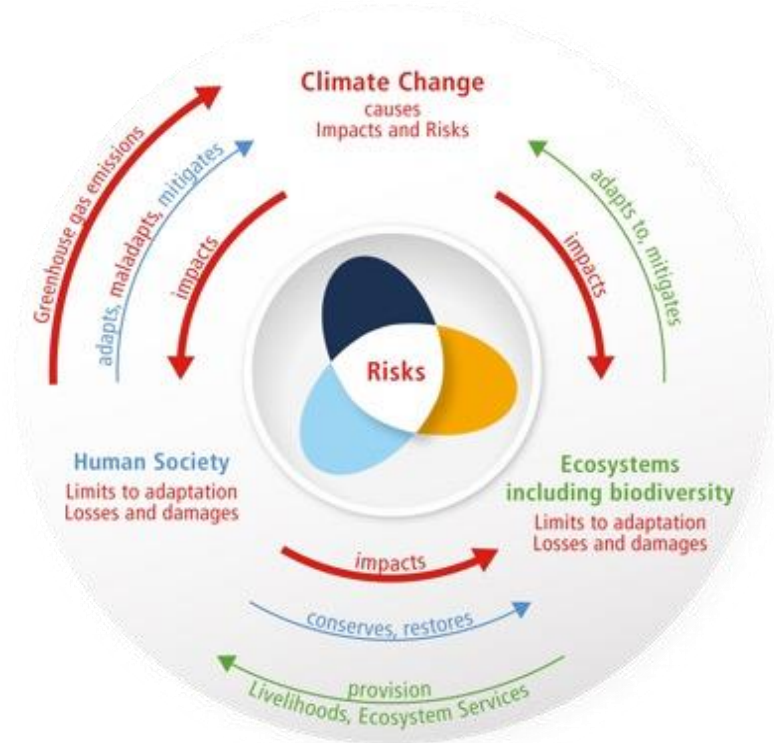 Climate Change
causes
Impacts and Risks
Greenhouse gas emissions
adapts, maladapts, mitigates
impacts
impacts
adapts to, mitigates
Risks
Human Society
Limits to adaptation
Losses and damages
Ecosystems
including biodiversity
Limits to adaptation
Losses and damages
impacts
conserves, restores
provision
Livelihoods, Ecosystem Services